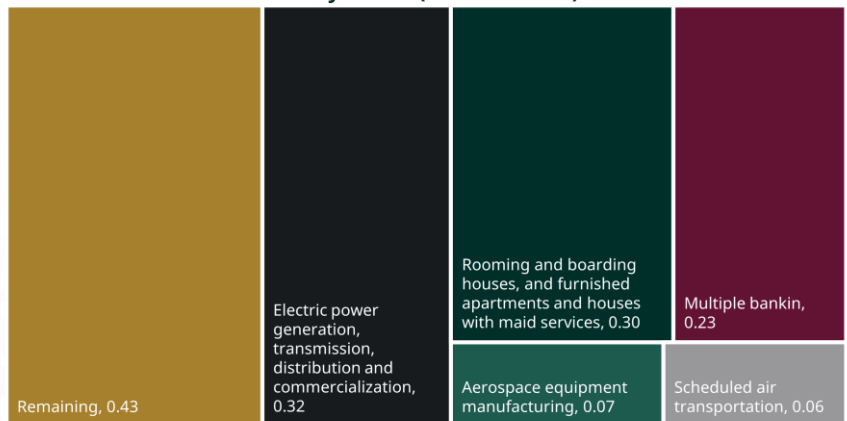 Remaining, 0.43
Electric power
generation,
transmission,
distribution and
commercialization,
0.32
Rooming and boarding
houses, and furnished
apartments and houses
with maid services, 0.30
Multiple bankin,
0.23
Aerospace equipment
manufacturing, 0.07
Scheduled air
transportation, 0.06